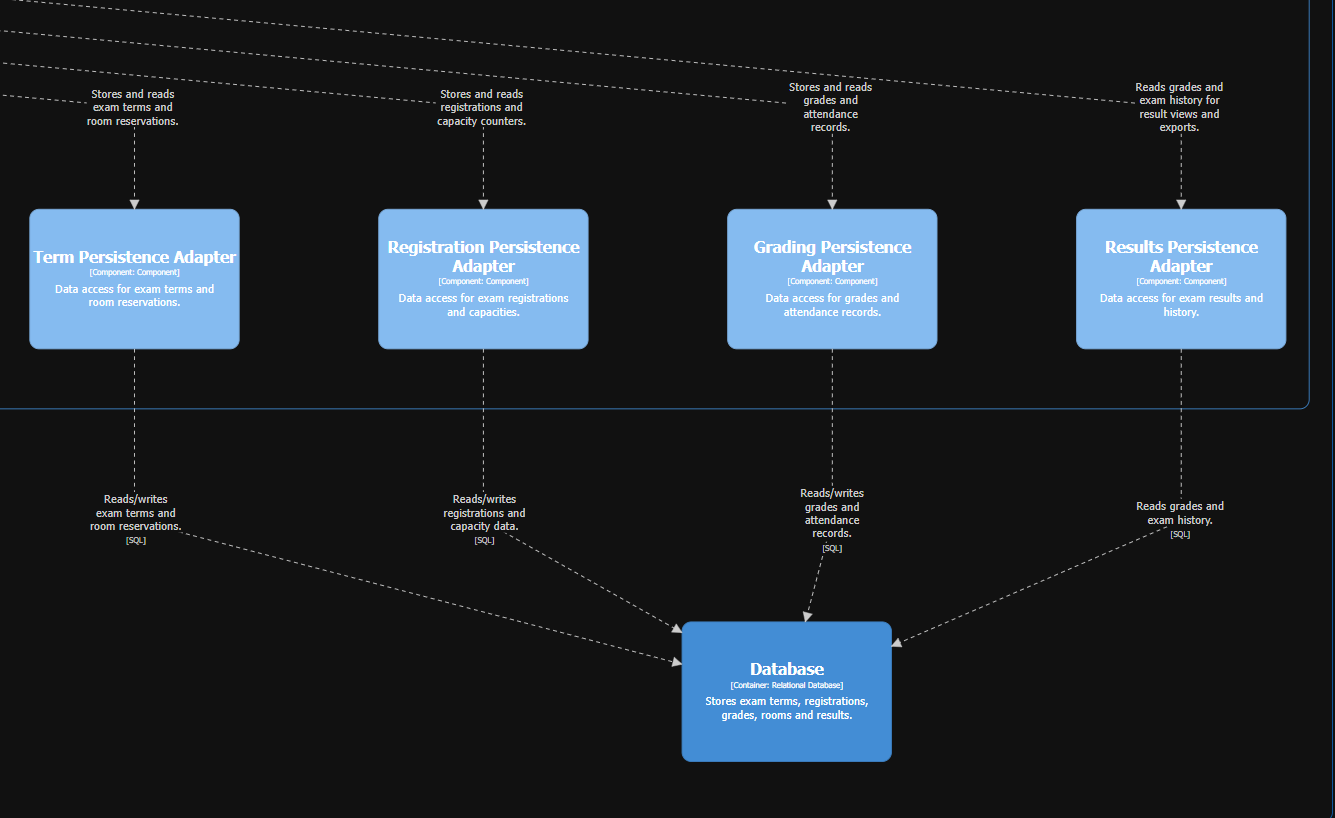 Stores and reads
exam terms and
room reservations.
Stores and reads
registrations and
capacity counters.
Stores and reads
grades and
attendance
records.
Reads grades and
exam history for
result views and
exports.
Term Persistence Adapter
[Component: Component]
Data access for exam terms and
room reservations.
Registration Persistence
Adapter
[Component: Component]
Data access for exam registrations
and capacities.
Grading Persistence
Adapter
[Component: Component]
Data access for grades and
attendance records.
Results Persistence
Adapter
[Component: Component]
Data access for exam results and
history.
Reads/writes
exam terms and
room reservations.
[SQL]
Reads/writes
registrations and
capacity data.
[SQL]
Reads/writes
grades and
attendance
records.
[SQL]
Reads grades and
exam history.
[SQL]
Database
[Container: Relational Database]
Stores exam terms, registrations,
grades, rooms and results.